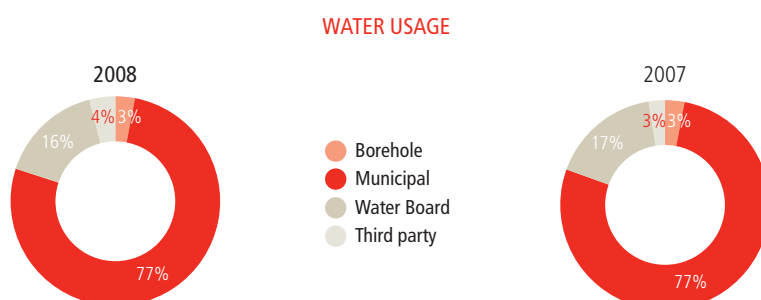 WATER USAGE
2008
2007
4%
3%
16%
77%
Borehole
Municipal
Water Board
Third party
3%
3%
17%
77%